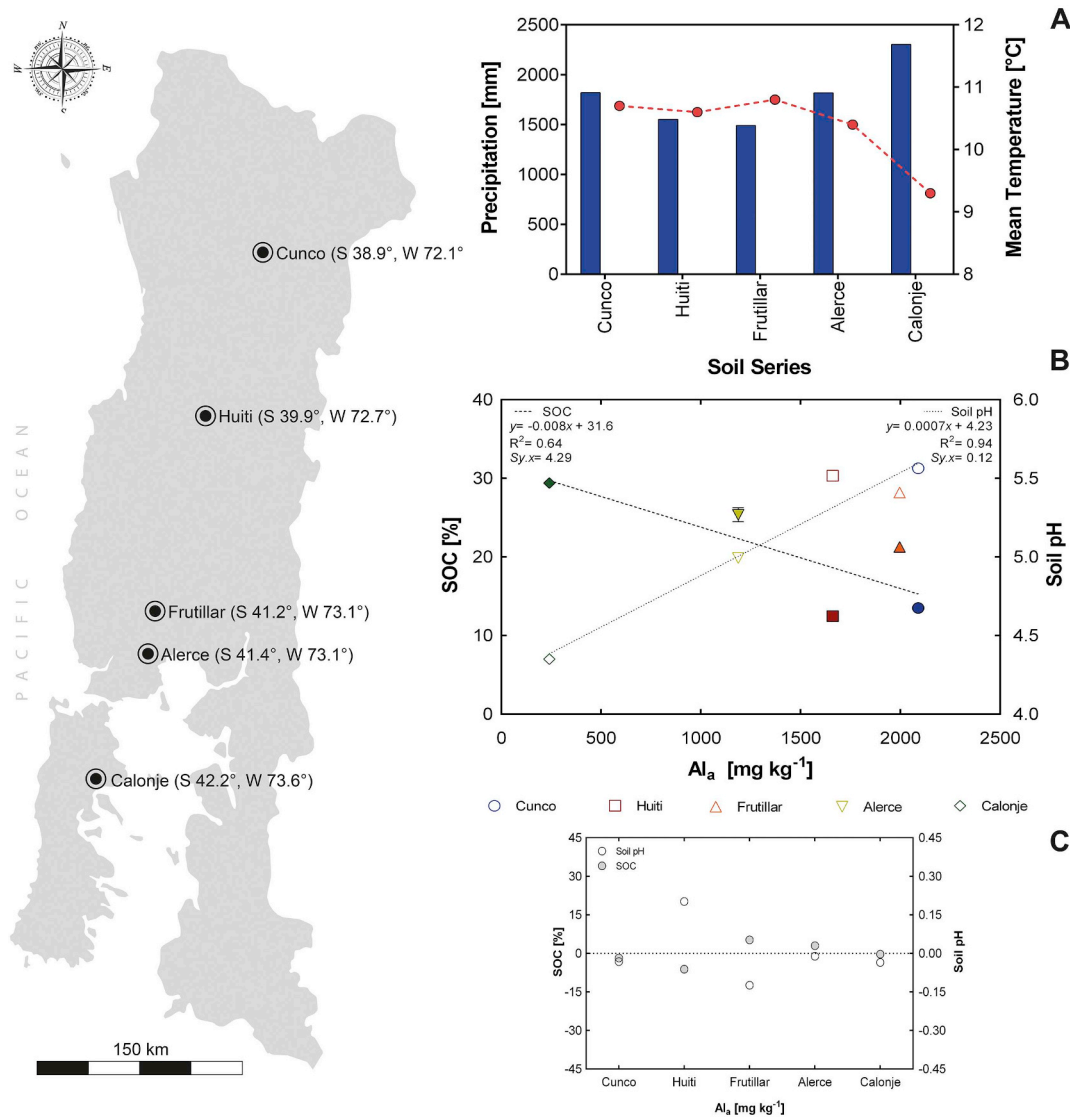 N
W
E
S
PACIFIC OCEAN
Cunco (S 38.9°, W 72.1°
Huiti (S 39.9°, W 72.7°)
Frutillar (S 41.2°, W 73.1°)
Alerce (S 41.4°, W 73.1°)
Calonje (S 42.2°, W 73.6°)
150 km
A
Precipitation [mm]
2500
2000
1500
1000
500
0
Mean Temperature [°C]
12
11
10
9
8
Cunco
Huiti
Frutillar
Alerce
Calonje
Soil Series
B
SOC [%]
40
30
20
10
0
SOC
y= -0.008x + 31.6
R²= 0.64
Sy.x= 4.29
Soil pH
y= 0.0007x + 4.23
R²= 0.94
Sy.x= 0.12
Soil pH
6.0
5.5
5.0
4.5
4.0
0 500 1000 1500 2000 2500
Alₐ [mg kg⁻¹]
Cunco Huiti Frutillar Alerce Calonje
C
SOC [%]
45
30
15
0
-15
-30
-45
Soil pH
SOC
Soil pH
0.45
0.30
0.15
0.00
-0.15
-0.30
-0.45
Cunco Huiti Frutillar Alerce Calonje
Alₐ [mg kg⁻¹]